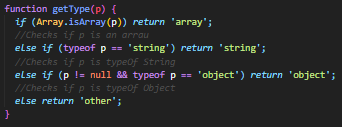 function getType(p) {
if (Array.isArray(p)) return 'array';
//Checks if p is an arrau
else if (typeof p == 'string') return 'string';
//Checks if p is typeOf String
else if (p != null && typeof p == 'object') return 'object';
//Checks if p is typeOf Object
else return 'other';
}